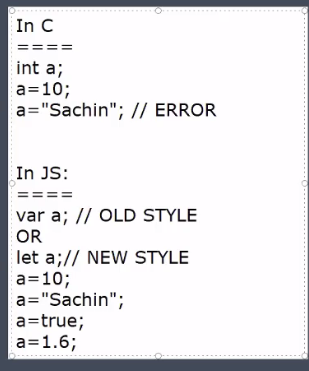 In C
====
int a;
a=10;
a="Sachin"; // ERROR
In JS:
====
var a; // OLD STYLE
OR
let a;// NEW STYLE
a=10;
a="Sachin";
a=true;
a=1.6;